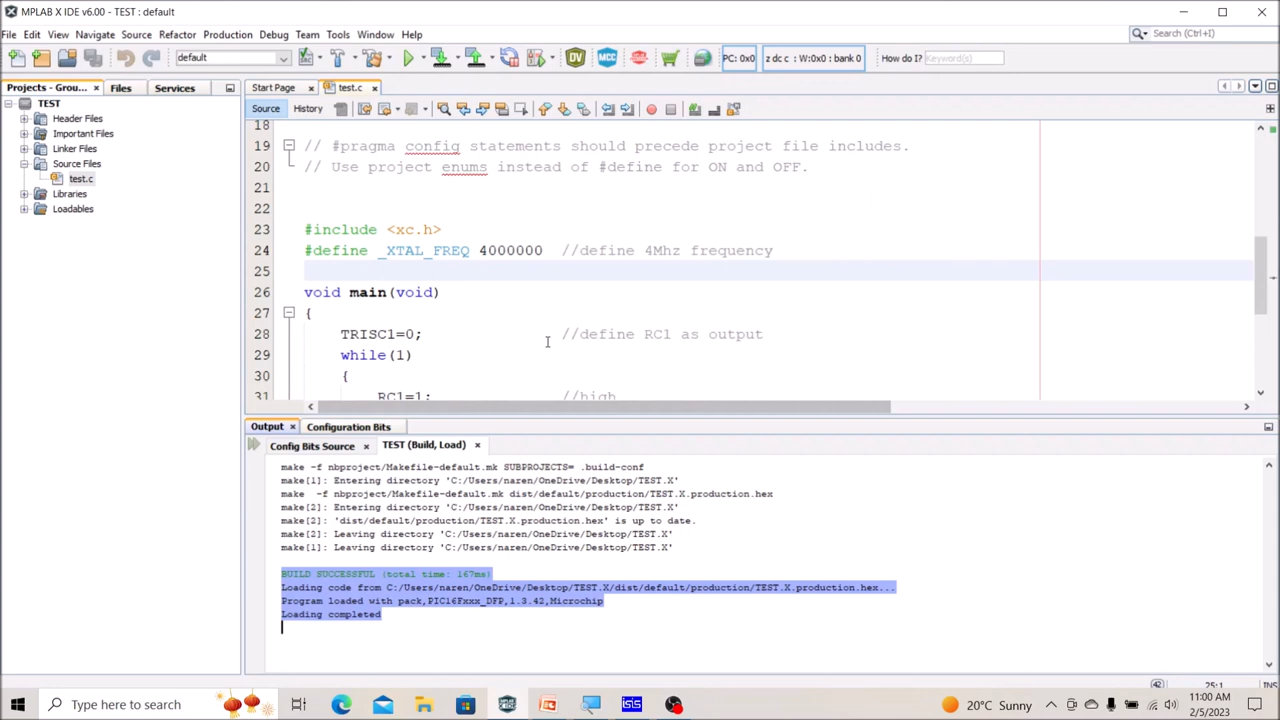 MPLAB X IDE v6.00 - TEST : default
File Edit View Navigate Source Refactor Production Debug Team Tools Window Help
Search (Ctrl+I)
default
DV
MCC
PC: 0x0
z dc c : W:0x0 : bank 0
How do I?
Keyword(s)
Projects - Grou...
Files
Services
Start Page
test.c
TEST
Header Files
Important Files
Linker Files
Source Files
test.c
Libraries
Loadables
Source
History
18
19 // #pragma config statements should precede project file includes.
20 // Use project enums instead of #define for ON and OFF.
21
22
23 #include <xc.h>
24 #define _XTAL_FREQ 4000000 //define 4Mhz frequency
25
26 void main(void)
27 {
28 TRISC1=0; //define RC1 as output
29 while(1)
30 {
31 RC1=1; //high
Output
Configuration Bits
Config Bits Source
TEST (Build, Load)
make -f nbproject/Makefile-default.mk SUBPROJECTS= .build-conf
make[1]: Entering directory 'C:/Users/naren/OneDrive/Desktop/TEST.X'
make  -f nbproject/Makefile-default.mk dist/default/production/TEST.X.production.hex
make[2]: Entering directory 'C:/Users/naren/OneDrive/Desktop/TEST.X'
make[2]: 'dist/default/production/TEST.X.production.hex' is up to date.
make[2]: Leaving directory 'C:/Users/naren/OneDrive/Desktop/TEST.X'
make[1]: Leaving directory 'C:/Users/naren/OneDrive/Desktop/TEST.X'
BUILD SUCCESSFUL (total time: 167ms)
Loading code from C:/Users/naren/OneDrive/Desktop/TEST.X/dist/default/production/TEST.X.production.hex...
Program loaded with pack,PIC16Fxxx_DFP,1.3.42,Microchip
Loading completed
25:1
INS
Type here to search
isis
20°C Sunny
11:00 AM
2/5/2023